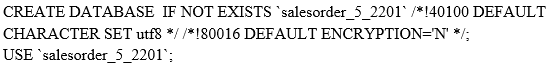 CREATE DATABASE  IF NOT EXISTS `salesorder_5_2201` /*!40100 DEFAULT
CHARACTER SET utf8 */ /*!80016 DEFAULT ENCRYPTION='N' */;
USE `salesorder_5_2201`;